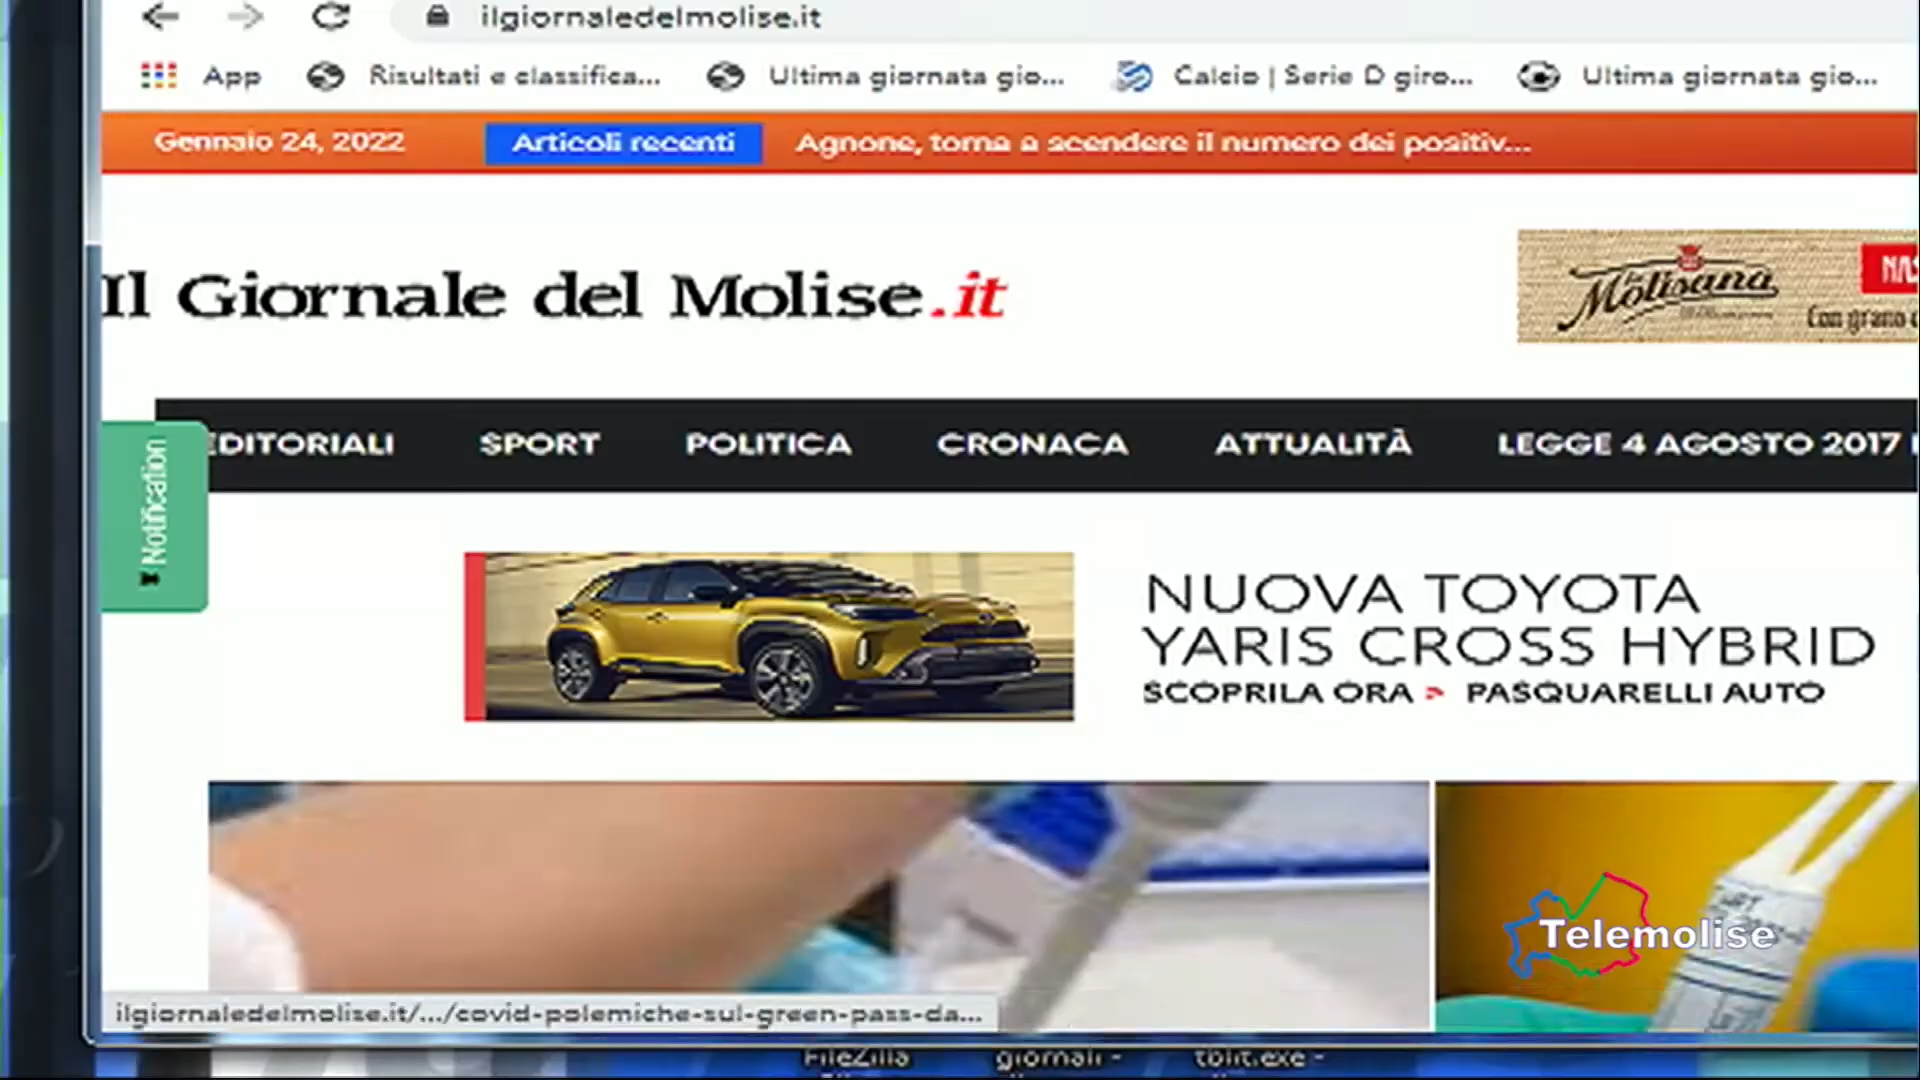 ilgiornaledelmolise.it
App
Risultati e classifica...
Ultima giornata gio...
Calcio | Serie D giro...
Ultima giornata gio...
Gennaio 24, 2022
Articoli recenti
Agnone, torna a scendere il numero dei positiv...
Il Giornale del Molise.it
La Molisana
Con grano
EDITORIALI
SPORT
POLITICA
CRONACA
ATTUALITÀ
LEGGE 4 AGOSTO 2017
Notification
NUOVA TOYOTA
YARIS CROSS HYBRID
SCOPRILA ORA > PASQUARELLI AUTO
Telemolise
ilgiornaledelmolise.it/.../covid-polemiche-sul-green-pass-da...
FileZilla
giornali -
tblit.exe -